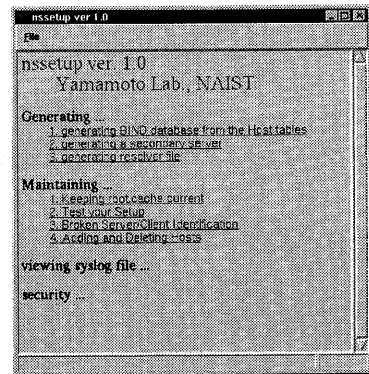 nssetup ver 1.0
File
nssetup ver. 1.0
Yamamoto Lab., NAIST
Generating ...
1. generating BIND database from the Host tables
2. generating a secondary server
3. generating resolver file
Maintaining ...
1. Keeping root.cache current
2. Test your Setup
3. Broken Server/Client Identification
4. Adding and Deleting Hosts
viewing syslog file ...
security ...